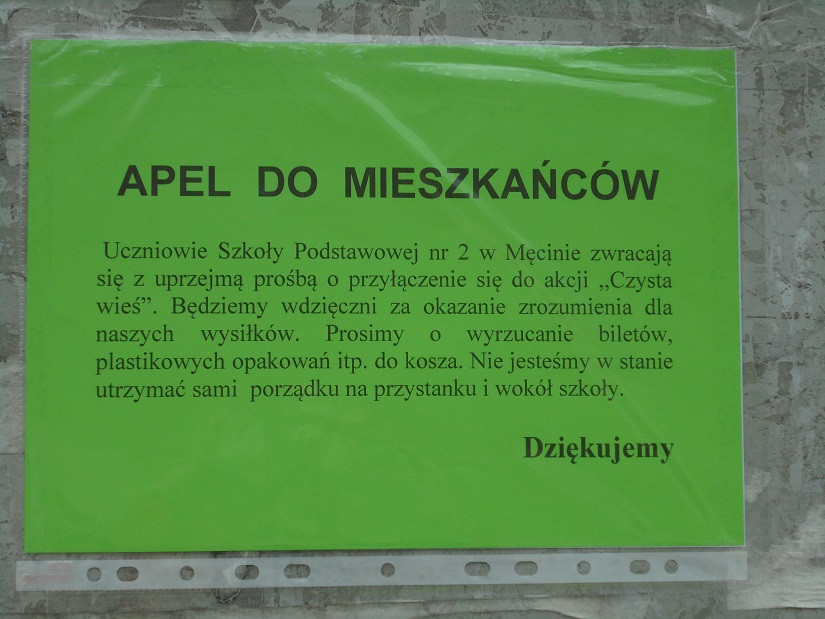 APEL DO MIESZKAŃCÓW
Uczniowie Szkoły Podstawowej nr 2 w Męcinie zwracają
się z uprzejmą prośbą o przyłączenie się do akcji „Czysta
wieś”. Będziemy wdzięczni za okazanie zrozumienia dla
naszych wysiłków. Prosimy o wyrzucanie biletów,
plastikowych opakowań itp. do kosza. Nie jesteśmy w stanie
utrzymać sami porządku na przystanku i wokół szkoły.
Dziękujemy